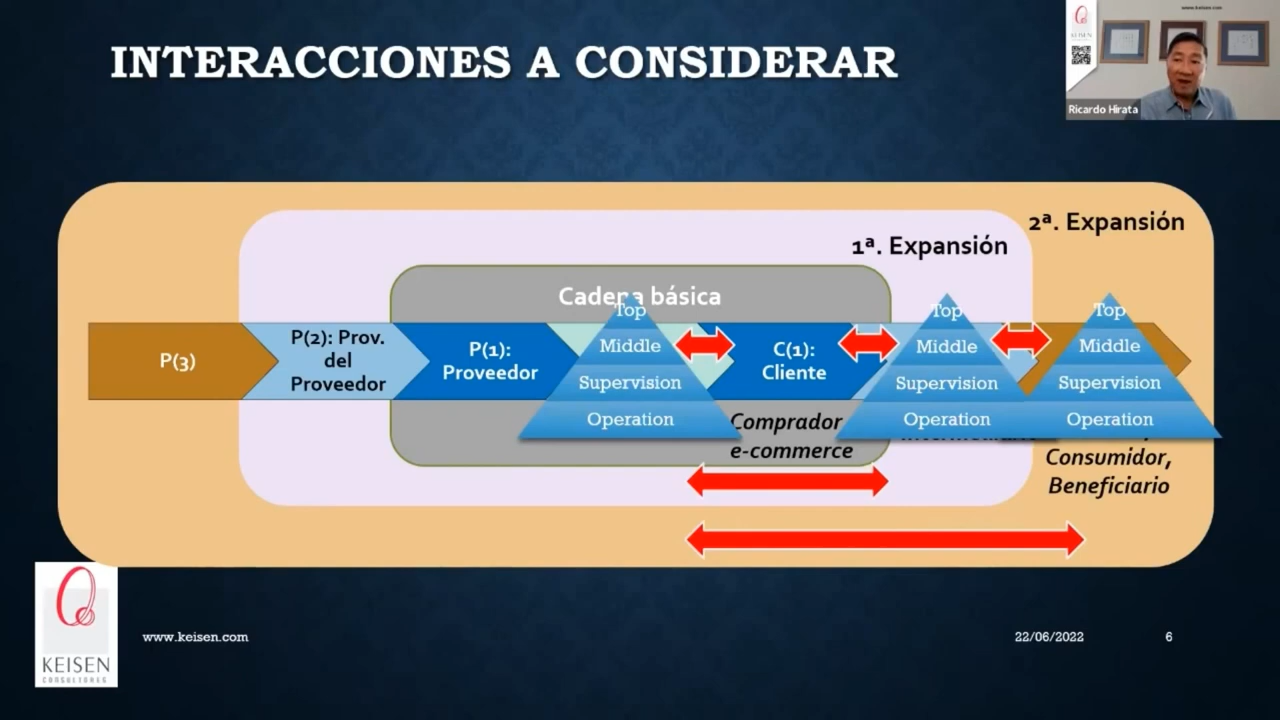 INTERACCIONES A CONSIDERAR
www.keisen.com
KEISEN
Ricardo Hirata
2ª. Expansión
1ª. Expansión
Cadena básica
P(3)
P(2): Prov.
del
Proveedor
P(1):
Proveedor
Top
Middle
Supervision
Operation
C(1):
Cliente
Comprador
e-commerce
Top
Middle
Supervision
Operation
Top
Middle
Supervision
Operation
Consumidor,
Beneficiario
KEISEN
CONSULTORES
www.keisen.com
22/06/2022
6